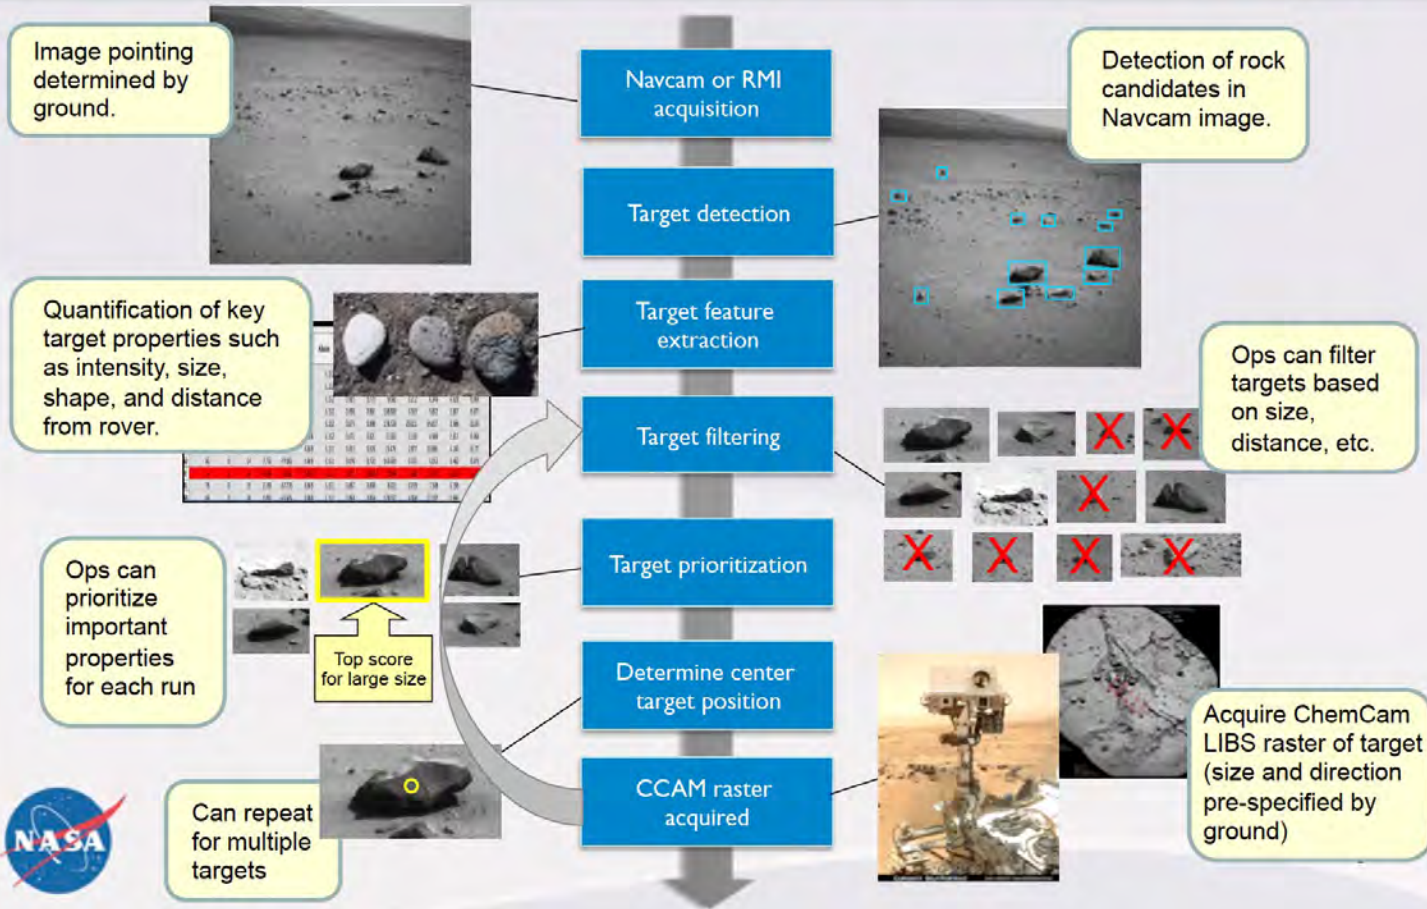 Image pointing
determined by
ground.
Navcam or RMI
acquisition
Detection of rock
candidates in
Navcam image.
Target detection
Quantification of key
target properties such
as intensity, size,
shape, and distance
from rover.
Target feature
extraction
Ops can filter
targets based
on size,
distance, etc.
Target filtering
X X
X
X X X X
Ops can
prioritize
important
properties
for each run
Target prioritization
Top score
for large size
Determine center
target position
Acquire ChemCam
LIBS raster of target
(size and direction
pre-specified by
ground)
CCAM raster
acquired
Can repeat
for multiple
targets
NASA